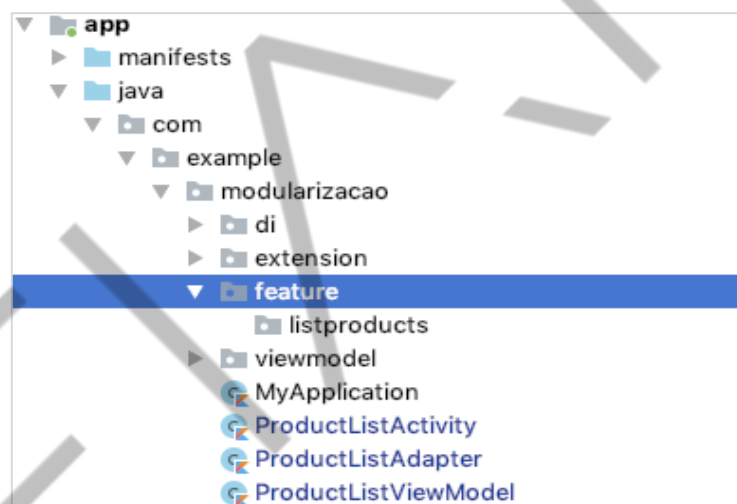 app
manifests
java
com
example
modularizacao
di
extension
feature
listproducts
viewmodel
MyApplication
ProductListActivity
ProductListAdapter
ProductListViewModel